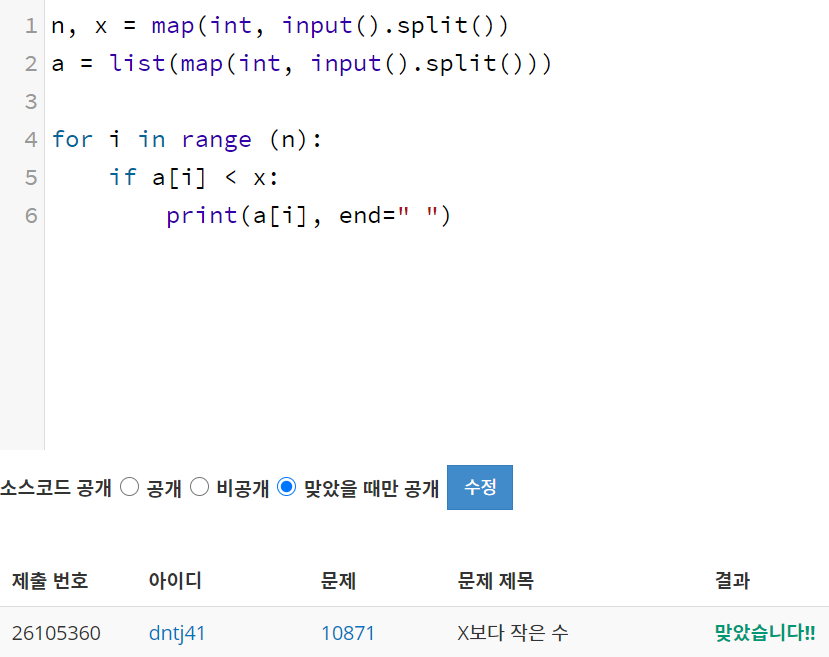 1 n, x = map(int, input().split())
2 a = list(map(int, input().split()))
3
4 for i in range (n):
5     if a[i] < x:
6         print(a[i], end=" ")
소스코드 공개 공개 비공개 맞았을 때만 공개 수정
제출 번호 아이디 문제 문제 제목 결과
26105360 dntj41 10871 X보다 작은 수 맞았습니다!!